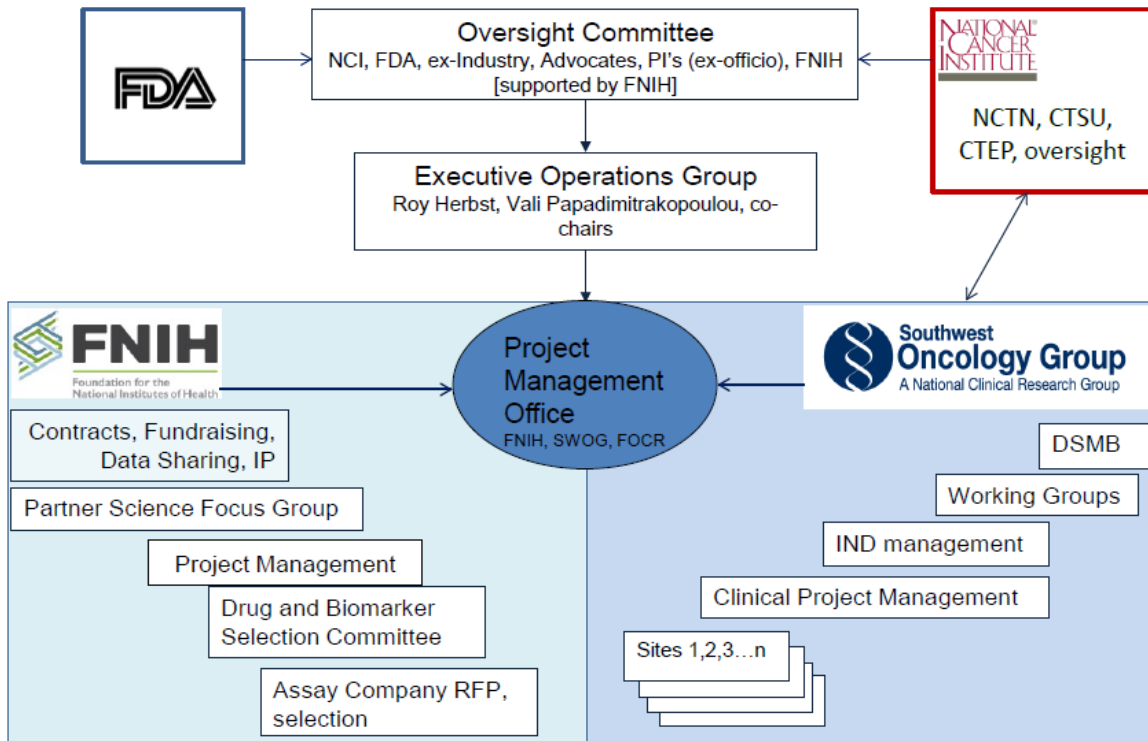 FDA
Oversight Committee
NCI, FDA, ex-Industry, Advocates, PI's (ex-officio), FNIH
[supported by FNIH]
NATIONAL
CANCER
INSTITUTE
NCTN, CTSU,
CTEP, oversight
Executive Operations Group
Roy Herbst, Vali Papadimitrakopoulou, co-
chairs
FNIH
Foundation for the
National Institutes of Health
Project
Management
Office
FNIH, SWOG, FOCR
Southwest
Oncology Group
A National Clinical Research Group
Contracts, Fundraising,
Data Sharing, IP
Partner Science Focus Group
Project Management
Drug and Biomarker
Selection Committee
Assay Company RFP,
selection
DSMB
Working Groups
IND management
Clinical Project Management
Sites 1,2,3...n